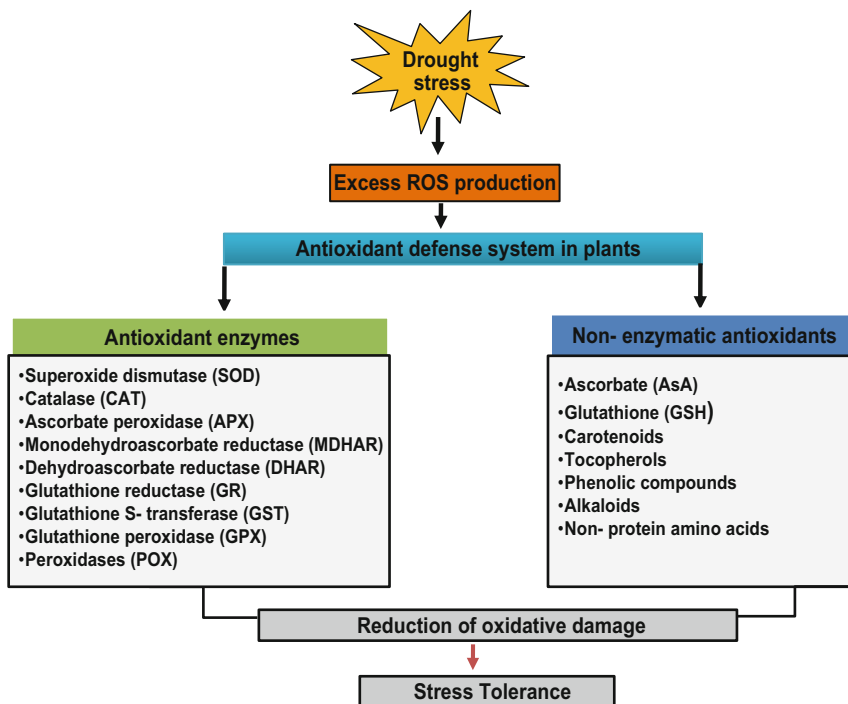 Drought
stress
Excess ROS production
Antioxidant defense system in plants
Antioxidant enzymes
•Superoxide dismutase (SOD)
•Catalase (CAT)
•Ascorbate peroxidase (APX)
•Monodehydroascorbate reductase (MDHAR)
•Dehydroascorbate reductase (DHAR)
•Glutathione reductase (GR)
•Glutathione S- transferase (GST)
•Glutathione peroxidase (GPX)
•Peroxidases (POX)
Non- enzymatic antioxidants
•Ascorbate (AsA)
•Glutathione (GSH)
•Carotenoids
•Tocopherols
•Phenolic compounds
•Alkaloids
•Non- protein amino acids
Reduction of oxidative damage
Stress Tolerance